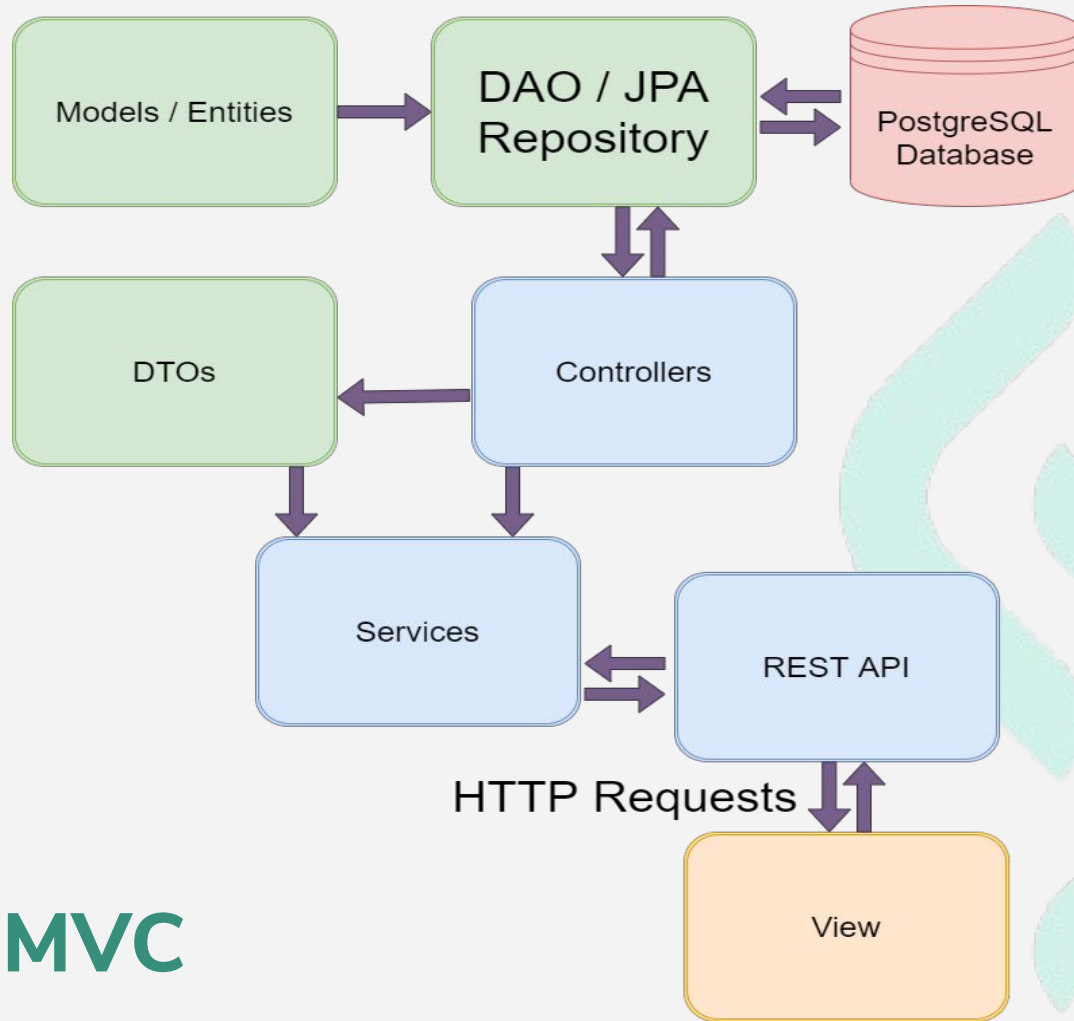 Models / Entities
DAO / JPA
Repository
PostgreSQL
Database
DTOs
Controllers
Services
REST API
HTTP Requests
View
MVC